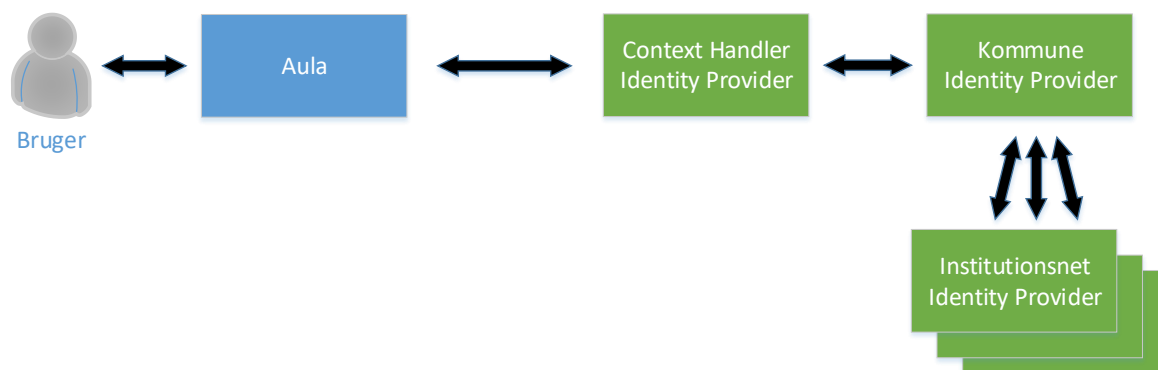 Bruger
Aula
Context Handler
Identity Provider
Kommune
Identity Provider
Institutionsnet
Identity Provider